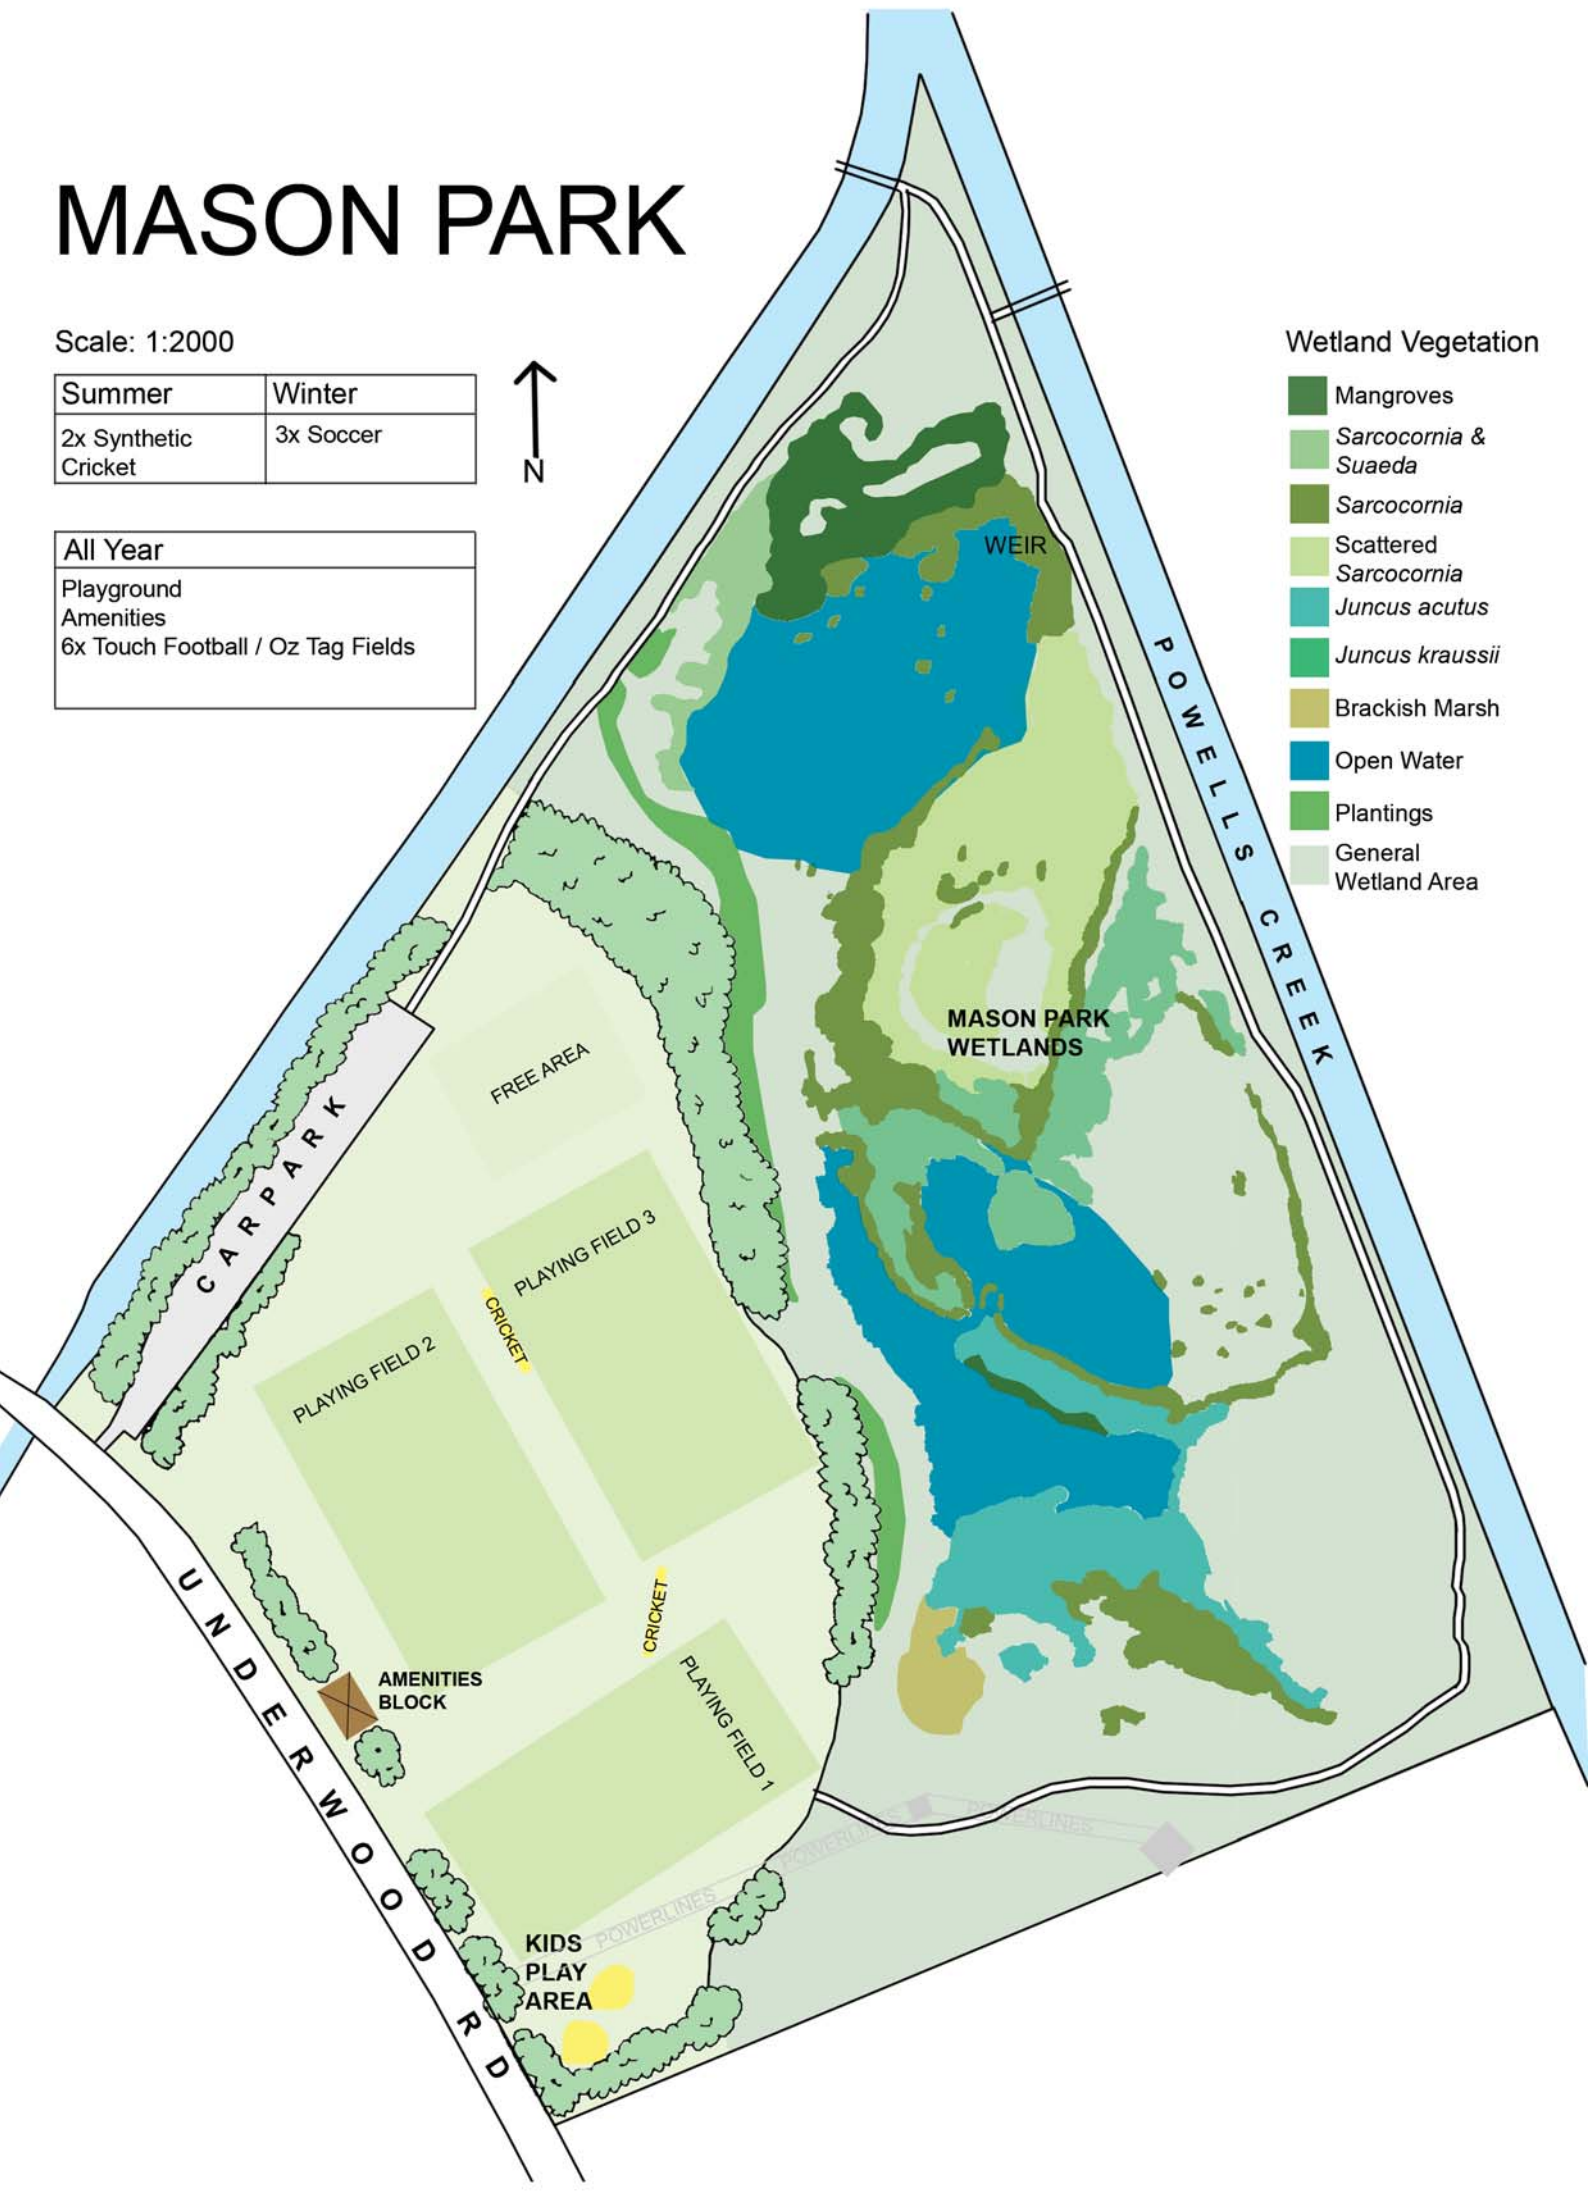 MASON PARK
Scale: 1:2000
Summer
Winter
2x Synthetic
Cricket
3x Soccer
N
All Year
Playground
Amenities
6x Touch Football / Oz Tag Fields
Wetland Vegetation
Mangroves
Sarcocornia &
Suaeda
Sarcocornia
Scattered
Sarcocornia
Juncus acutus
Juncus kraussii
Brackish Marsh
Open Water
Plantings
General
Wetland Area
WEIR
POWELLS CREEK
MASON PARK
WETLANDS
FREE AREA
CARPARK
PLAYING FIELD 3
CRICKET
PLAYING FIELD 2
CRICKET
UNDERWOOD RD
AMENITIES
BLOCK
PLAYING FIELD 1
POWERLINES
POWERLINES
POWERLINES
KIDS
PLAY
AREA